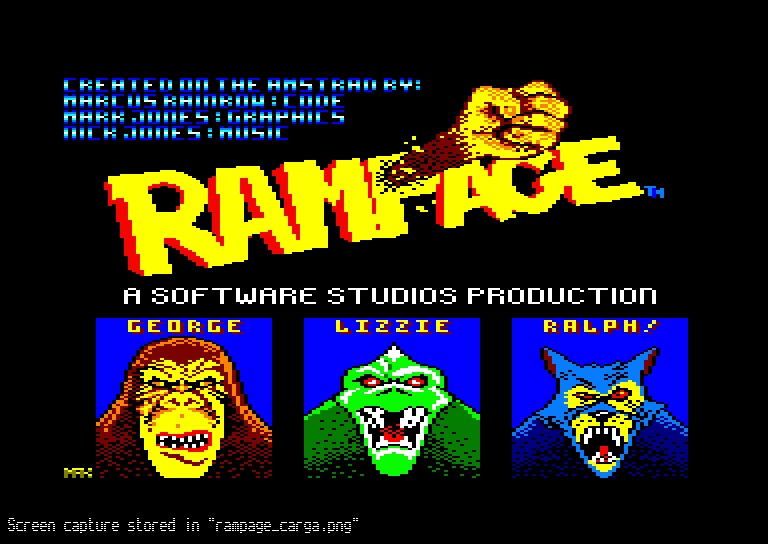 CREATED ON THE AMSTRAD BY:
MARCUS RAINBOW: CODE
MARK JONES: GRAPHICS
NICK JONES: MUSIC
RAMPAGE TM
A SOFTWARE STUDIOS PRODUCTION
GEORGE LIZZIE RALPH!
Screen capture stored in "rampage_carga.png"